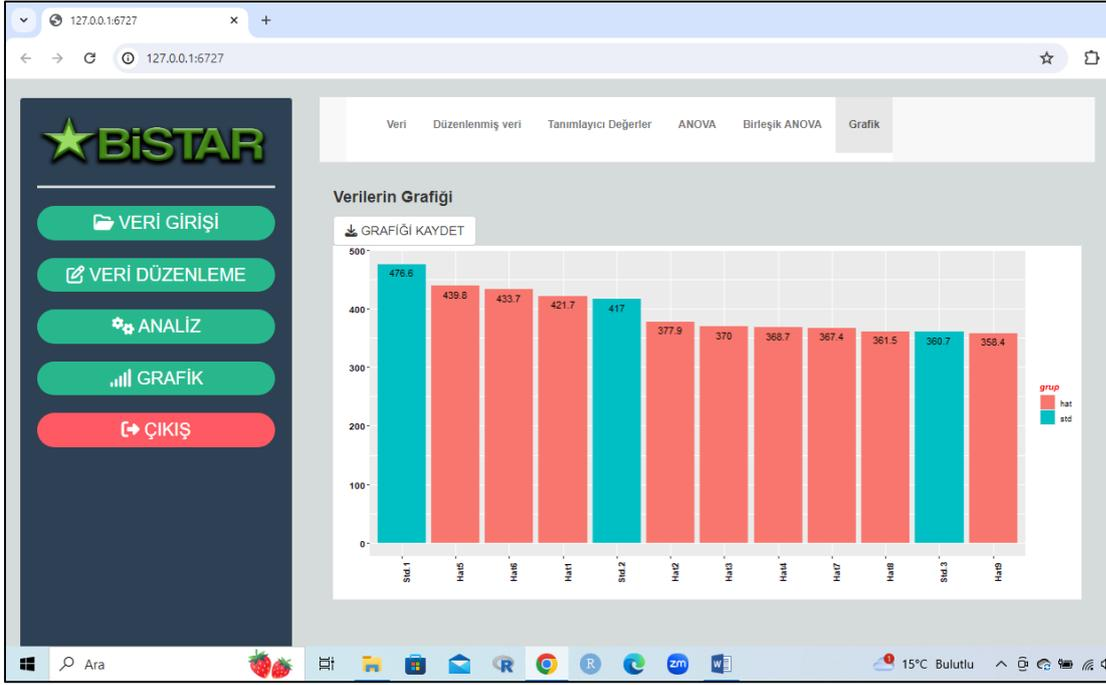 127.0.0.1:6727
127.0.0.1:6727
BiSTAR
VERİ GİRİŞİ
VERİ DÜZENLEME
ANALİZ
GRAFİK
ÇIKIŞ
Veri Düzenlenmiş veri Tanımlayıcı Değerler ANOVA Birleşik ANOVA Grafik
Verilerin Grafiği
GRAFİĞİ KAYDET
500
400
300
200
100
0
476.6 439.8 433.7 421.7 417 377.9 370 368.7 367.4 361.5 360.7 358.4
Std.1 Hat5 Hat6 Hat1 Std.2 Hat2 Hat3 Hat4 Hat7 Hat8 Std.3 Hat9
grup
hat
std
Ara
R
R
zm
W
1
15°C Bulutlu